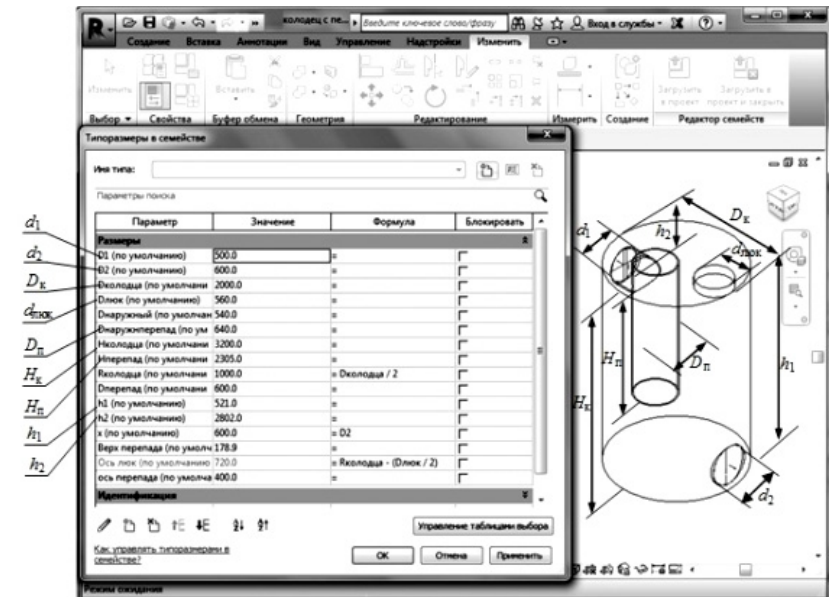 колодец с пе...
Введите ключевое слово/фразу
Вход в службы
Создание Вставка Аннотации Вид Управление Надстройки Изменить
Изменить
Вставить
Загрузить в проект
Загрузить в проект и закрыть
Выбор Свойства Буфер обмена Геометрия Редактирование Измерить Создание Редактор семейств
Типоразмеры в семействе
Имя типа:
Параметры поиска
Параметр Значение Формула Блокировать
Размеры
D1 (по умолчанию) 500.0 =
D2 (по умолчанию) 600.0 =
Dколодца (по умолчани 2000.0 =
Dлюк (по умолчанию) 560.0 =
Dнаружный (по умолчан 540.0 =
Dнаружнперепад (по ум 640.0 =
Hколодца (по умолчани 3200.0 =
Hперепад (по умолчани 2305.0 =
Rколодца (по умолчани 1000.0 = Dколодца / 2
Dперепад (по умолчани 600.0 =
h1 (по умолчанию) 521.0 =
h2 (по умолчанию) 2802.0 =
x (по умолчанию) 600.0 = D2
Верх перепада (по умолч 178.9 =
Ось люк (по умолчанию 720.0 = Rколодца - (Dлюк / 2)
ось перепада (по умолча 400.0 =
Идентификация
Управление таблицами выбора
Как управлять типоразмерами в
семействе?
ОК Отмена Применить
Режим ожидания
d1
d2
Dк
dлюк
Dп
Hк
Hп
h1
h2
Dк
h2
d1
dлюк
Hп
Dп
h1
Hк
d2